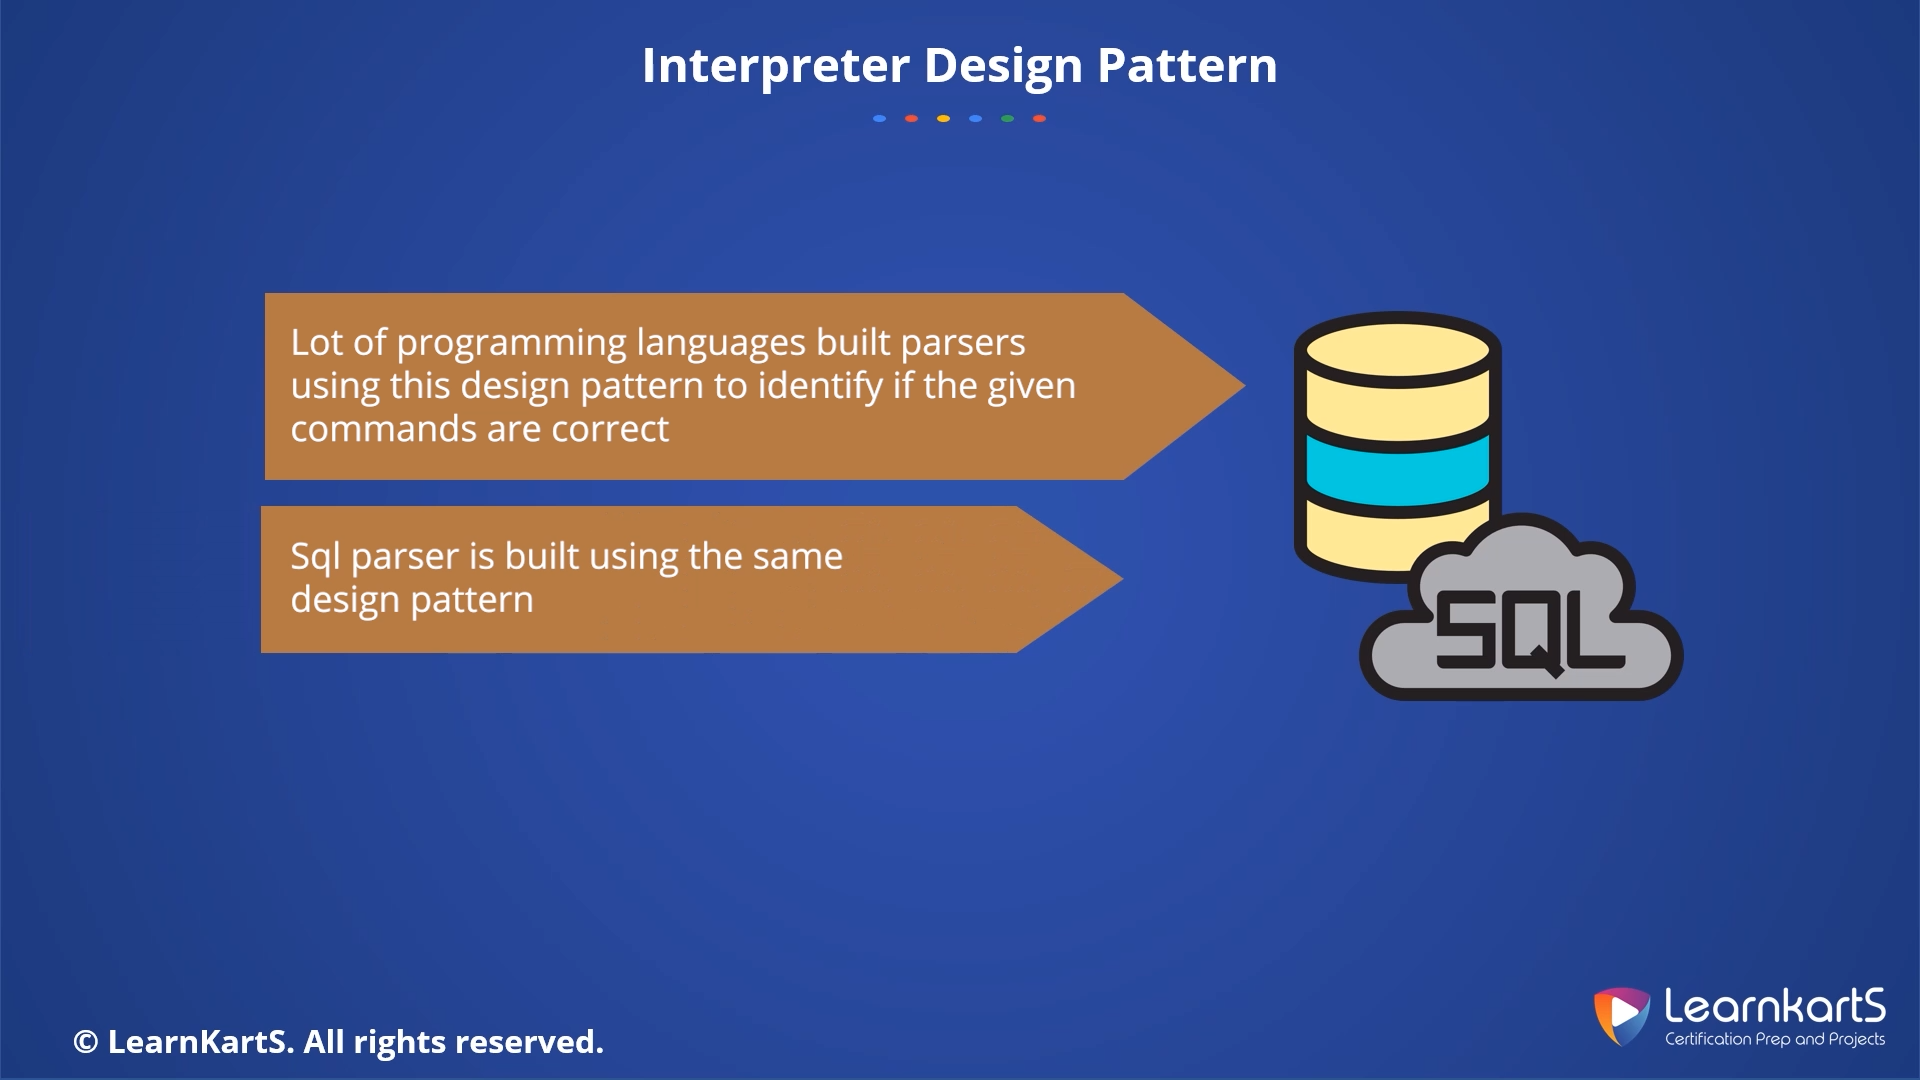 Interpreter Design Pattern
Lot of programming languages built parsers
using this design pattern to identify if the given
commands are correct
Sql parser is built using the same
design pattern
SQL
© LearnKartS. All rights reserved.
LearnkartS
Certification Prep and Projects